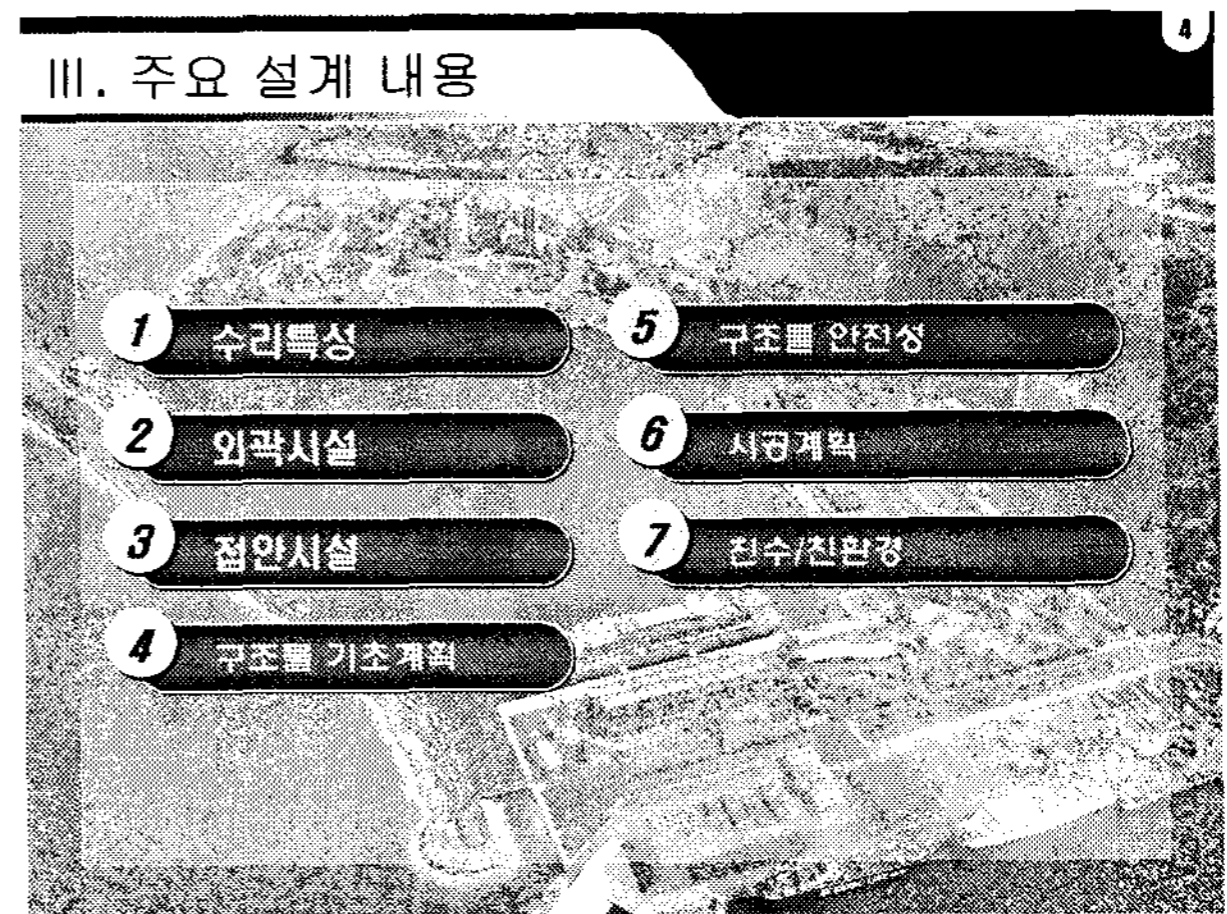 4
III. 주요 설계 내용
1 수리특성
2 외곽시설
3 접안시설
4 구조물 기초계획
5 구조물 안전성
6 시공계획
7 친수/친환경